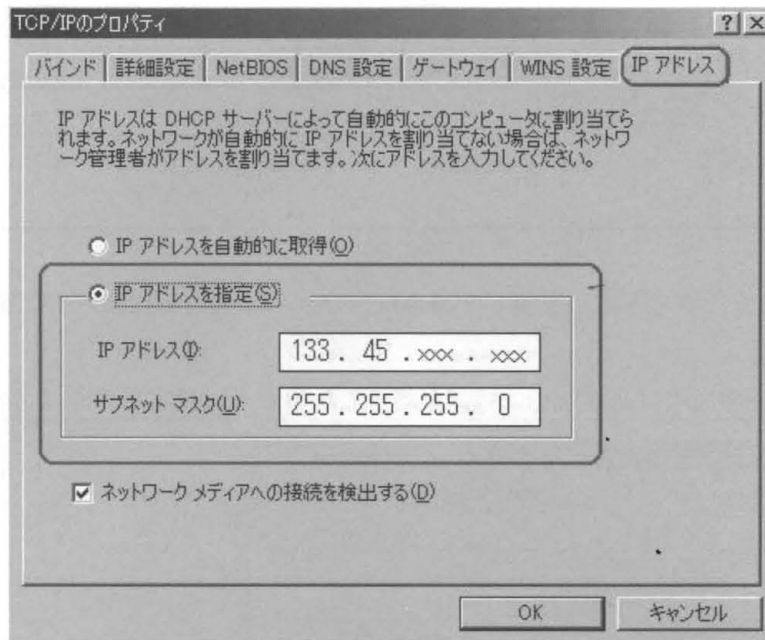 TCP/IPのプロパティ
? ×
バインド 詳細設定 NetBIOS DNS 設定 ゲートウェイ WINS 設定 IP アドレス
IP アドレスは DHCP サーバーによって自動的にこのコンピュータに割り当てら
れます。ネットワークが自動的に IP アドレスを割り当てない場合は、ネットワ
ーク管理者がアドレスを割り当てます。次にアドレスを入力してください。
IP アドレスを自動的に取得(O)
IP アドレスを指定(S)
IP アドレス(I):
133 . 45 . xxx . xxx
サブネット マスク(U):
255 . 255 . 255 . 0
ネットワーク メディアへの接続を検出する(D)
OK キャンセル